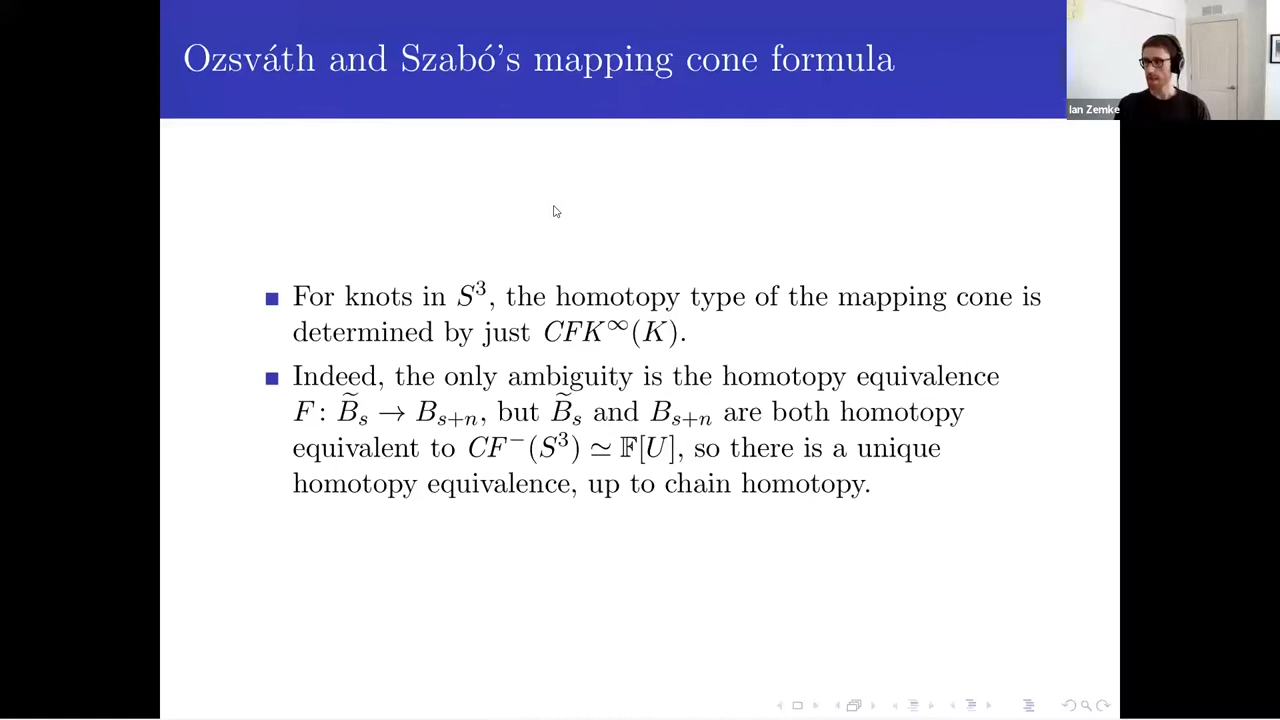 Ozsváth and Szabó's mapping cone formula
Ian Zemke
For knots in S³, the homotopy type of the mapping cone is
determined by just CFK^∞(K).
Indeed, the only ambiguity is the homotopy equivalence
F: B̃_s → B_{s+n}, but B̃_s and B_{s+n} are both homotopy
equivalent to CF⁻(S³) ≃ 𝔽[U], so there is a unique
homotopy equivalence, up to chain homotopy.